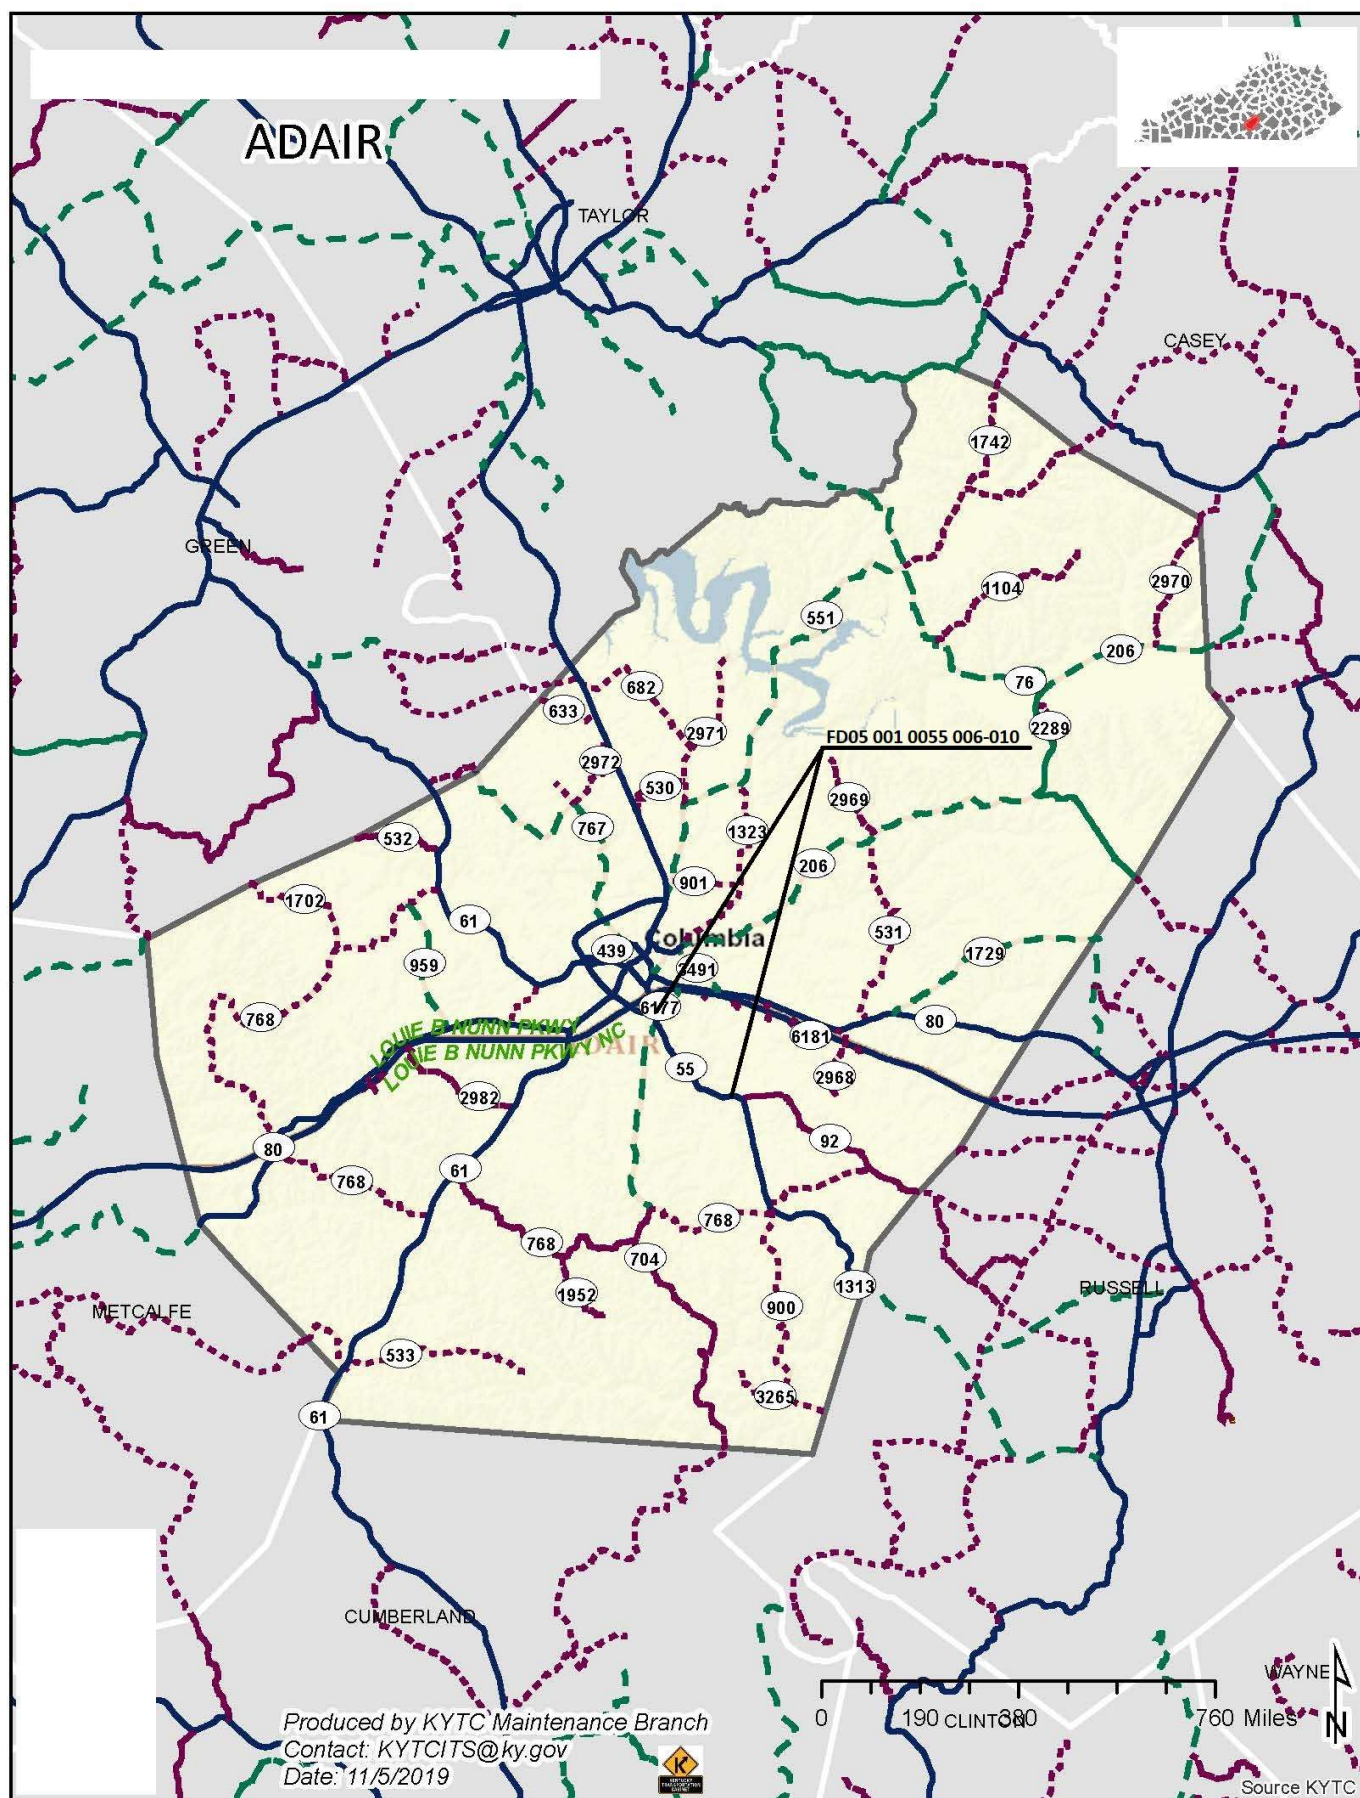 ADAIR
TAYLOR
CASEY
1742
GREEN
2970
1104
551
206
76
682
633
2289
2971
FD05 001 0055 006-010
2972
530
2969
767
1323
532
206
901
1702
61
531
Columbia
439
1729
959
3491
6177
768
80
LOUIE B NUNN PKWY
6181
LOUIE B NUNN PKWY NC
ADAIR
55
2968
2982
92
80
61
768
768
768
704
1313
RUSSELL
1952
900
METCALFE
533
3265
61
CUMBERLAND
WAYNE
0 190 380 760 Miles
CLINTON
N
Produced by KYTC Maintenance Branch
Contact: KYTCITS@ky.gov
Date: 11/5/2019
K
KENTUCKY
TRANSPORTATION
CABINET
Source KYTC